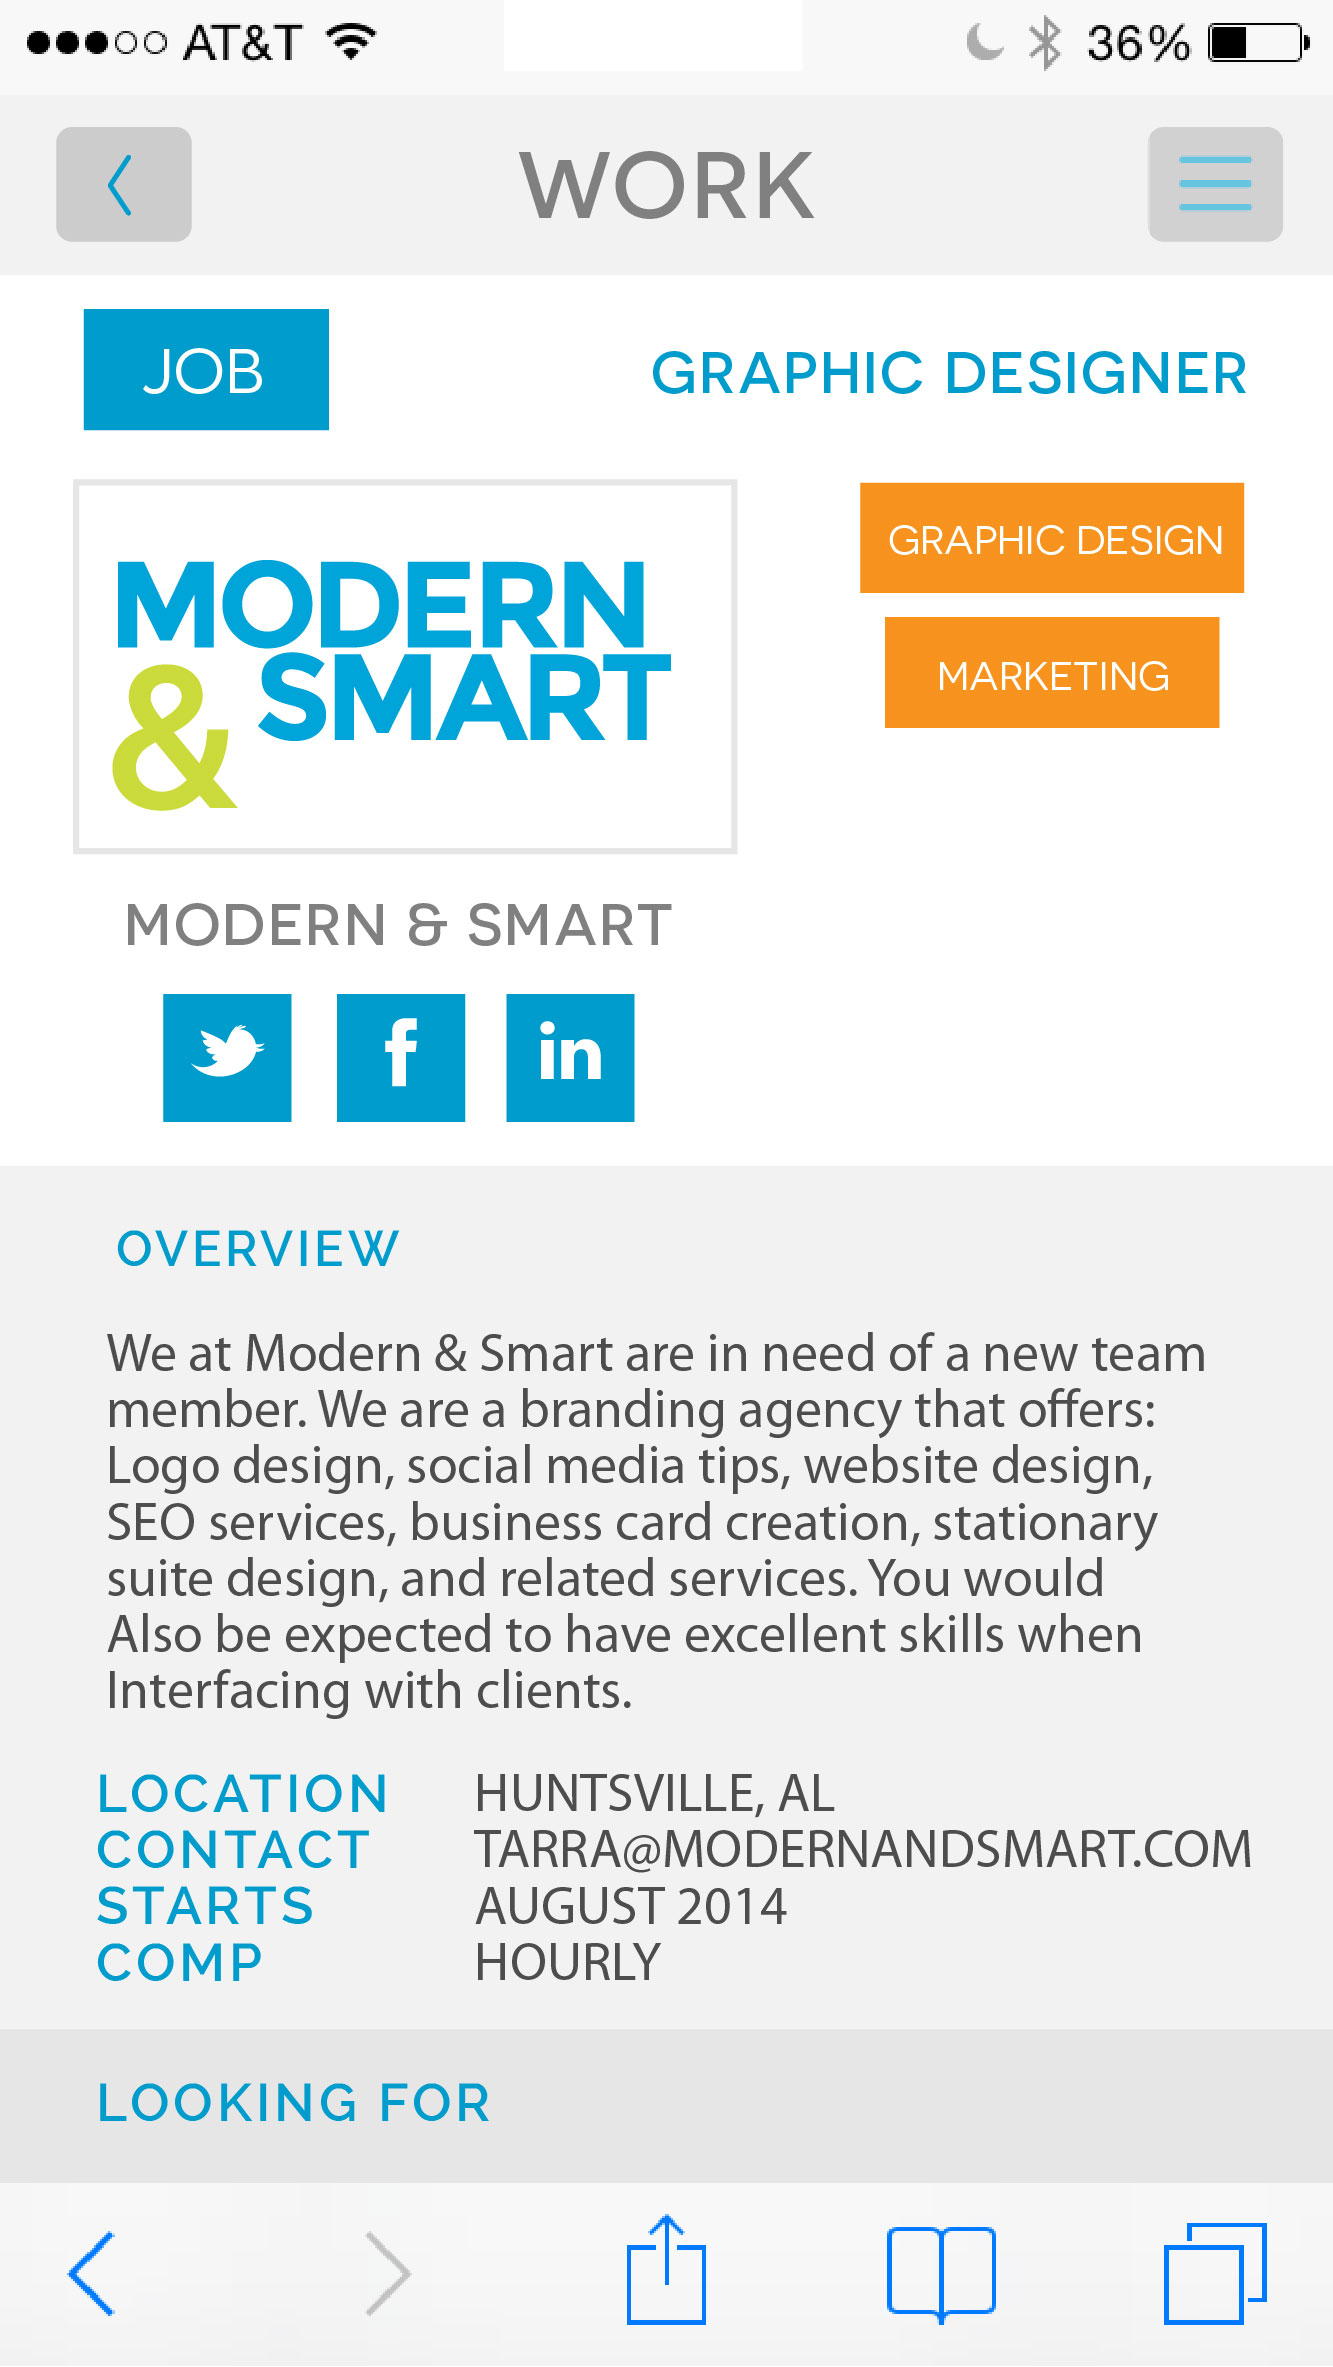 AT&T 36%
WORK
JOB GRAPHIC DESIGNER
MODERN
& SMART
GRAPHIC DESIGN
MARKETING
MODERN & SMART
f in
OVERVIEW
We at Modern & Smart are in need of a new team
member. We are a branding agency that offers:
Logo design, social media tips, website design,
SEO services, business card creation, stationary
suite design, and related services. You would
Also be expected to have excellent skills when
Interfacing with clients.
LOCATION HUNTSVILLE, AL
CONTACT TARRA@MODERNANDSMART.COM
STARTS AUGUST 2014
COMP HOURLY
LOOKING FOR